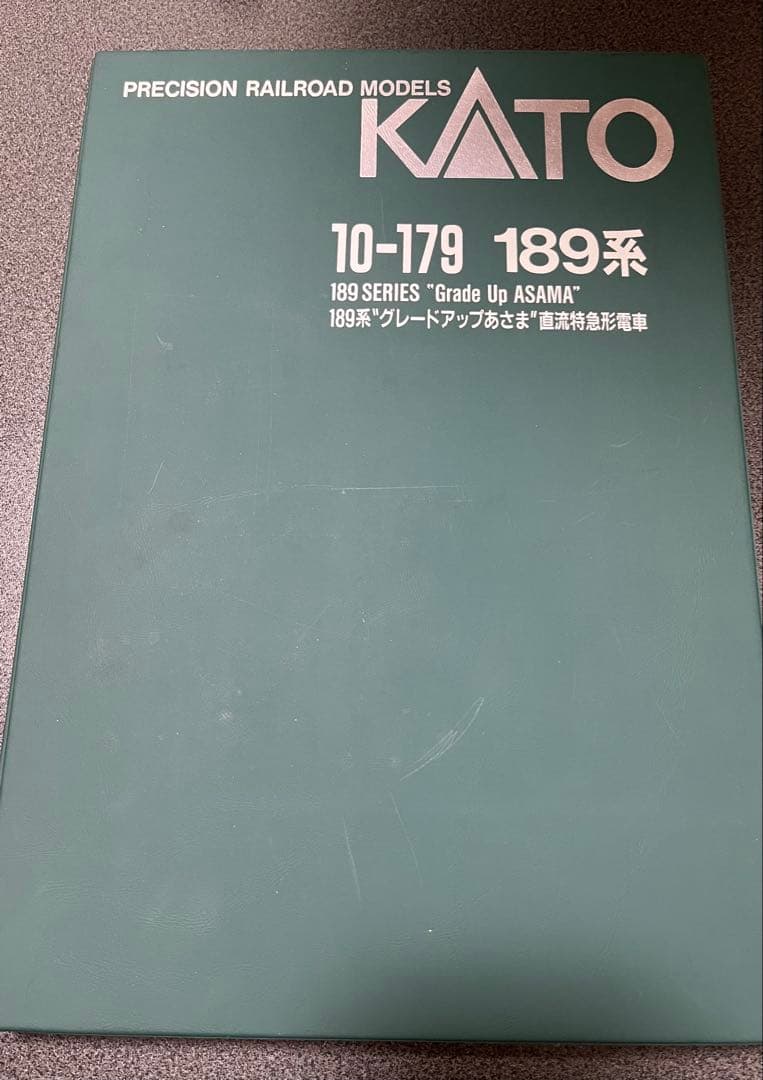 PRECISION RAILROAD MODELS
KATO
10-179 189系
189 SERIES "Grade Up ASAMA"
189系"グレードアップあさま"直流特急形電車